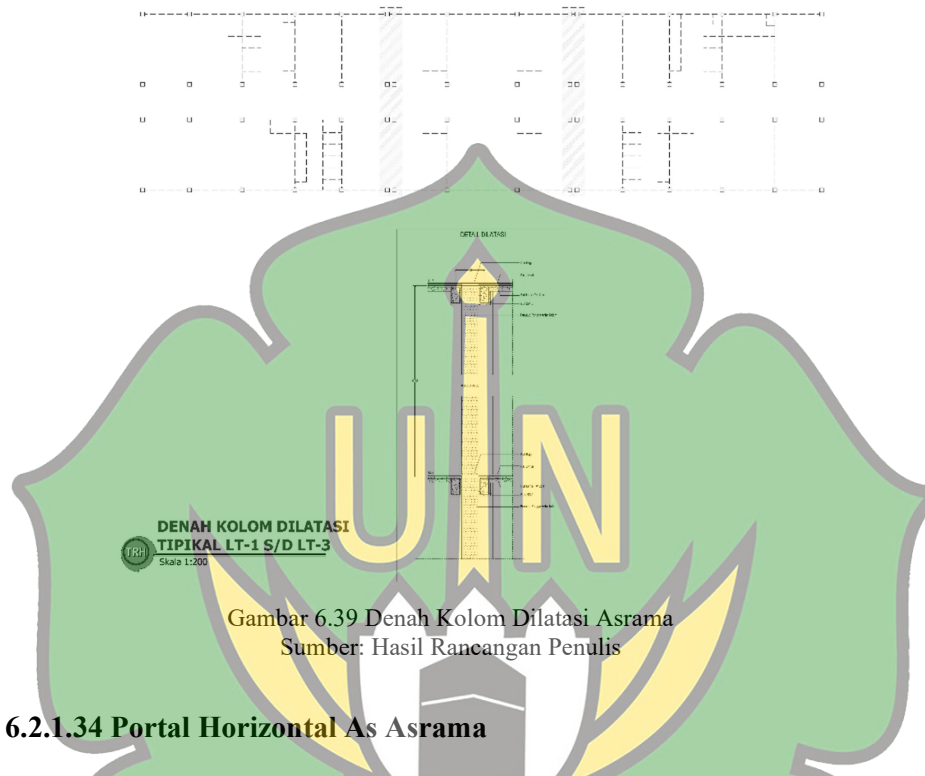 DETAIL DILATASI
UIN
DENAH KOLOM DILATASI
TIPIKAL LT-1 S/D LT-3
TRH
Skala 1:200
Gambar 6.39 Denah Kolom Dilatasi Asrama
Sumber: Hasil Rancangan Penulis
6.2.1.34 Portal Horizontal As Asrama